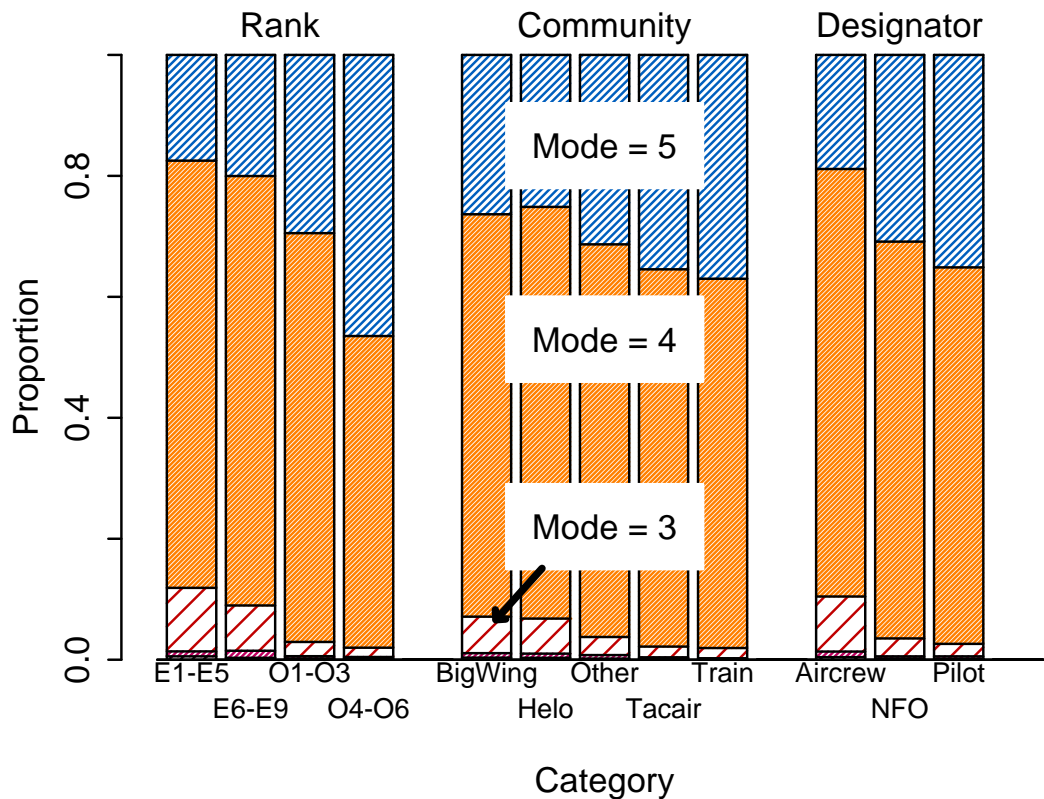 Rank Community Designator
Mode = 5
Mode = 4
Mode = 3
Proportion
0.0 0.4 0.8
E1-E5 O1-O3 BigWing Other Train Aircrew Pilot
E6-E9 O4-O6 Helo Tacair NFO
Category